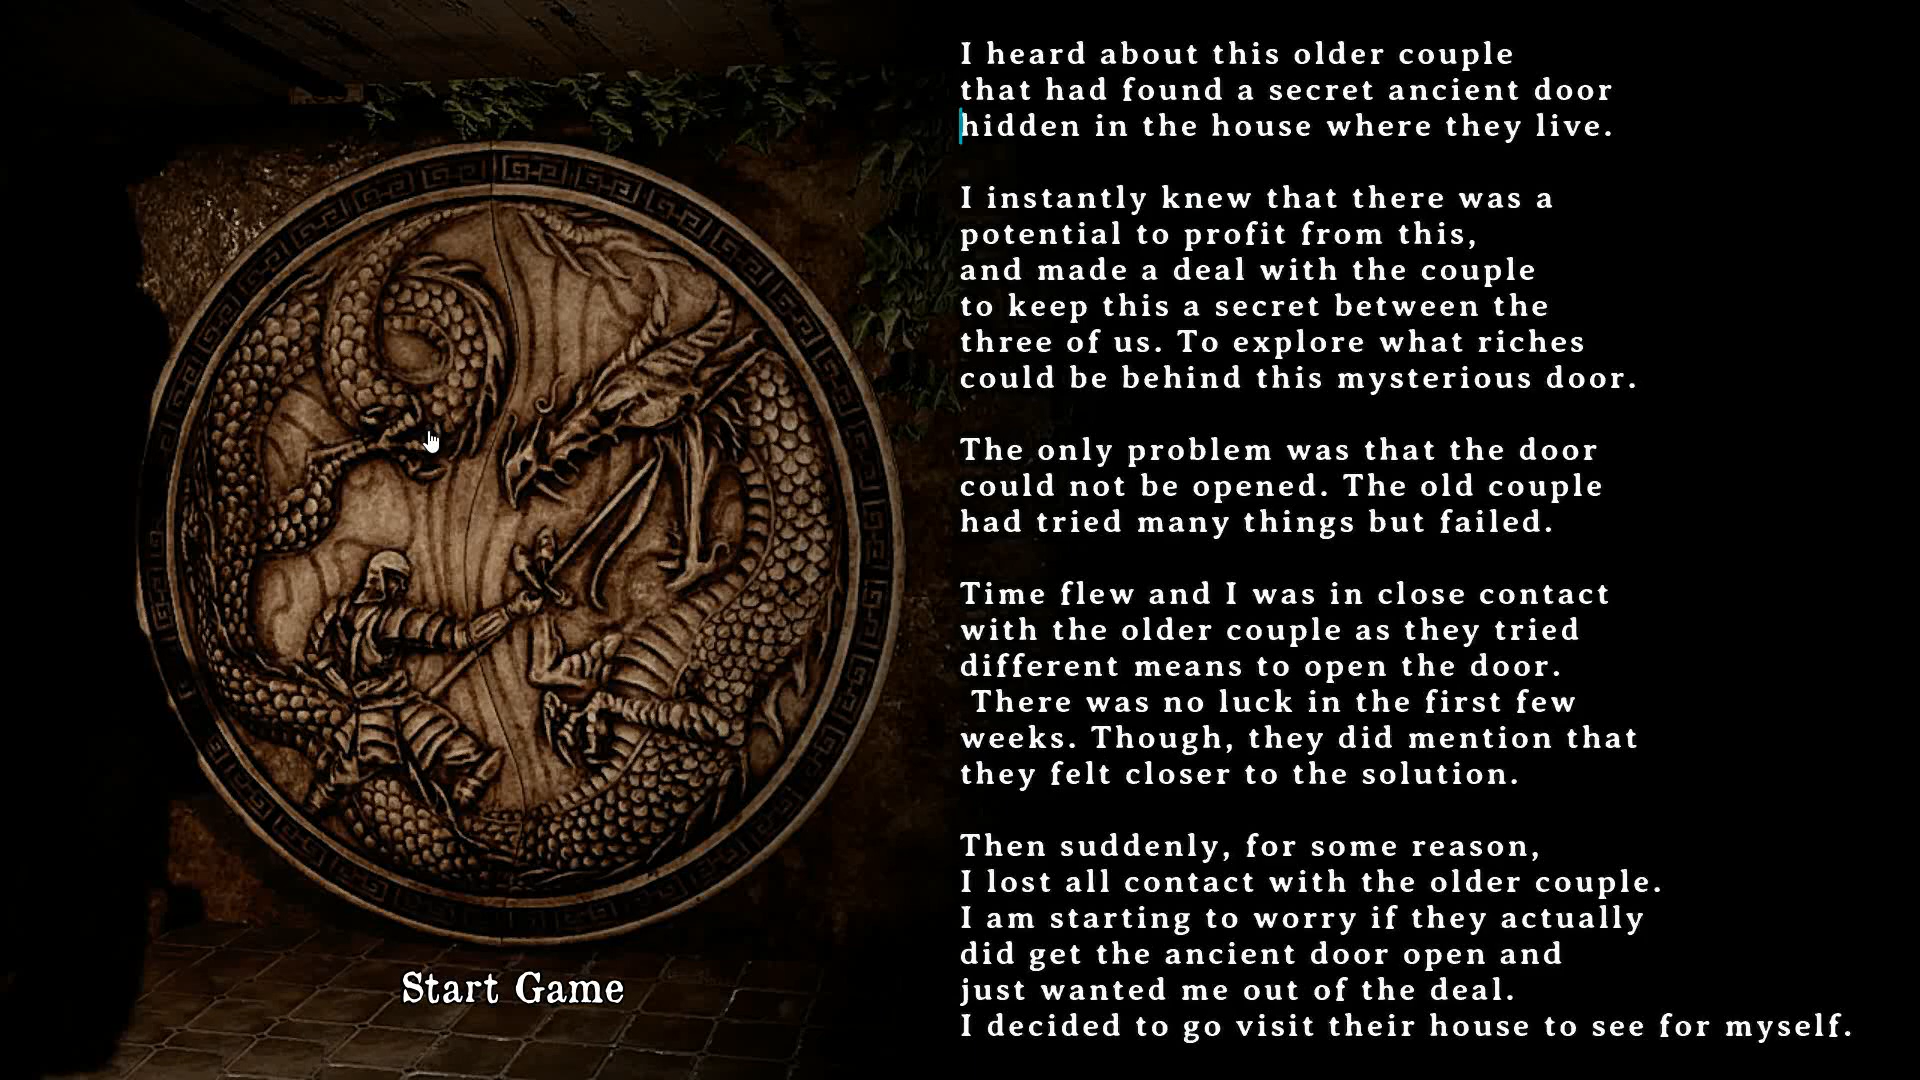 I heard about this older couple
that had found a secret ancient door
hidden in the house where they live.
I instantly knew that there was a
potential to profit from this,
and made a deal with the couple
to keep this a secret between the
three of us. To explore what riches
could be behind this mysterious door.
The only problem was that the door
could not be opened. The old couple
had tried many things but failed.
Time flew and I was in close contact
with the older couple as they tried
different means to open the door.
There was no luck in the first few
weeks. Though, they did mention that
they felt closer to the solution.
Then suddenly, for some reason,
I lost all contact with the older couple.
I am starting to worry if they actually
did get the ancient door open and
just wanted me out of the deal.
I decided to go visit their house to see for myself.
Start Game